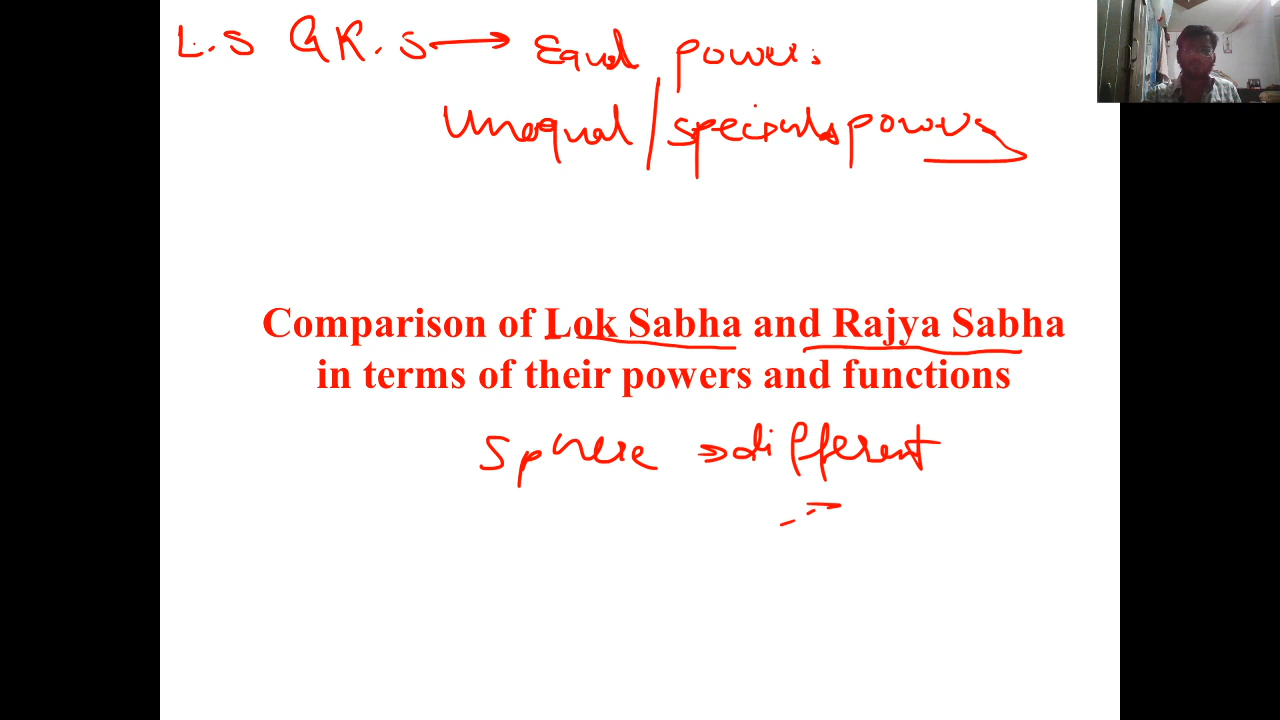 L.S & R.S → Equal powers
Unequal/specials powers
Comparison of Lok Sabha and Rajya Sabha
in terms of their powers and functions
Sphere → different